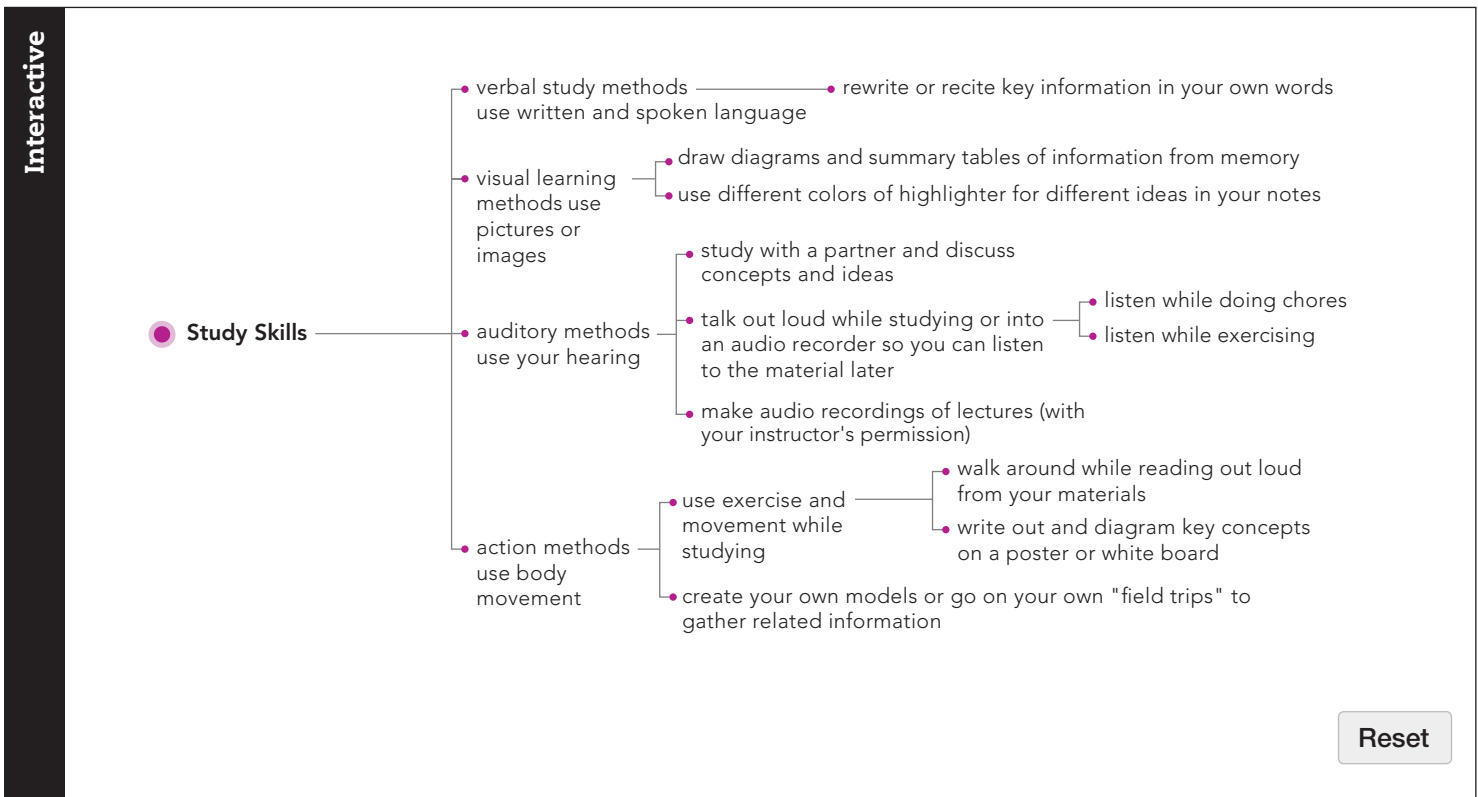 Interactive
Study Skills
verbal study methods
use written and spoken language
rewrite or recite key information in your own words
visual learning
methods use
pictures or
images
draw diagrams and summary tables of information from memory
use different colors of highlighter for different ideas in your notes
auditory methods
use your hearing
study with a partner and discuss
concepts and ideas
talk out loud while studying or into
an audio recorder so you can listen
to the material later
listen while doing chores
listen while exercising
make audio recordings of lectures (with
your instructor's permission)
action methods
use body
movement
use exercise and
movement while
studying
walk around while reading out loud
from your materials
write out and diagram key concepts
on a poster or white board
create your own models or go on your own "field trips" to
gather related information
Reset